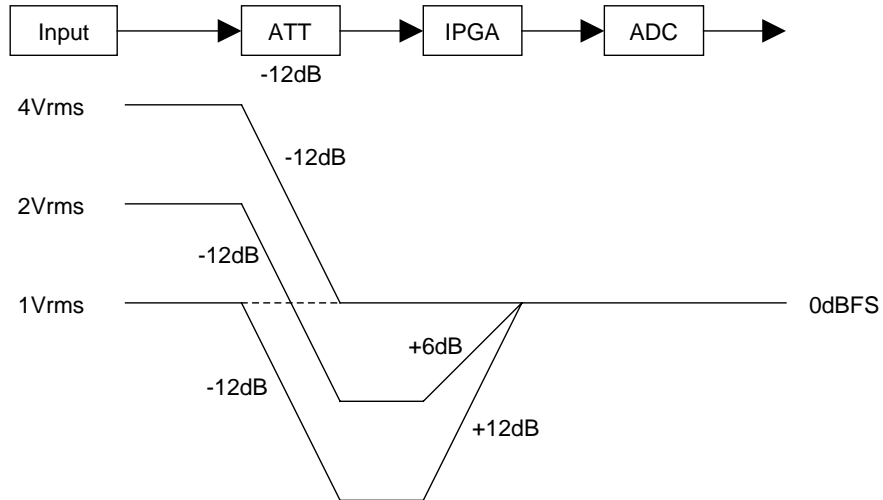 Input ATT IPGA ADC
-12dB
4Vrms
-12dB
2Vrms
-12dB
1Vrms 0dBFS
+6dB
-12dB
+12dB